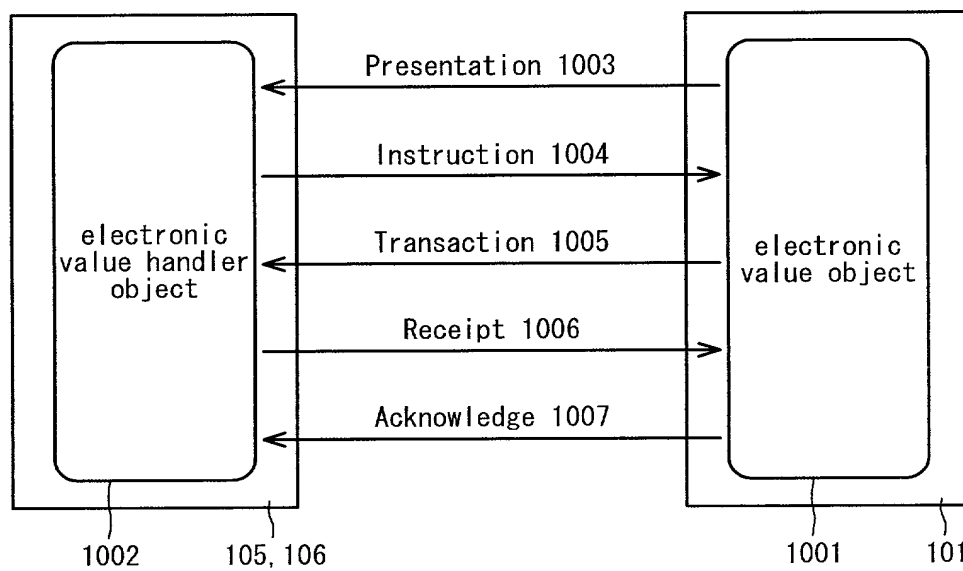 Presentation 1003
Instruction 1004
Transaction 1005
Receipt 1006
Acknowledge 1007
electronic
value handler
object
electronic
value object
1002
105, 106
1001
101